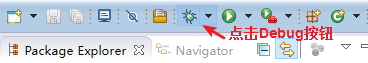 点击Debug按钮
Package Explorer
Navigator